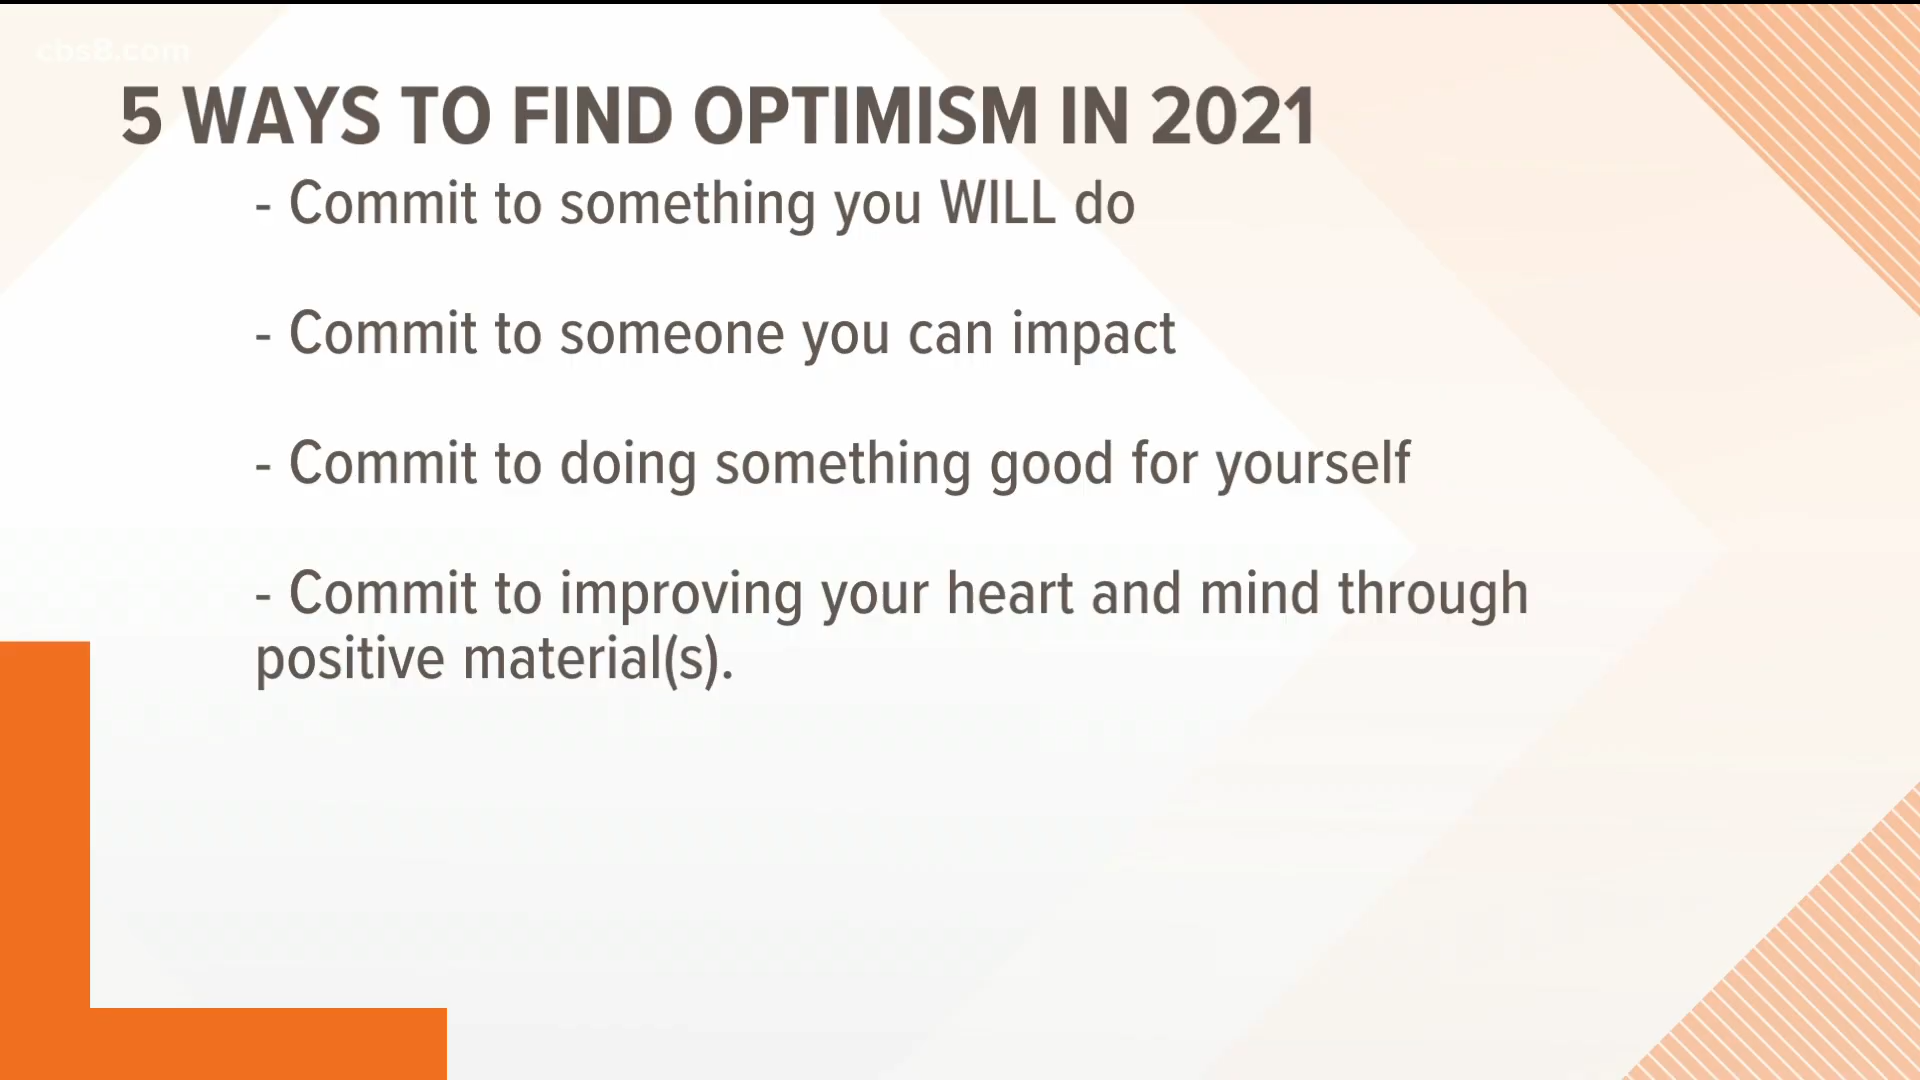 cbs8.com
5 WAYS TO FIND OPTIMISM IN 2021
- Commit to something you WILL do
- Commit to someone you can impact
- Commit to doing something good for yourself
- Commit to improving your heart and mind through
positive material(s).